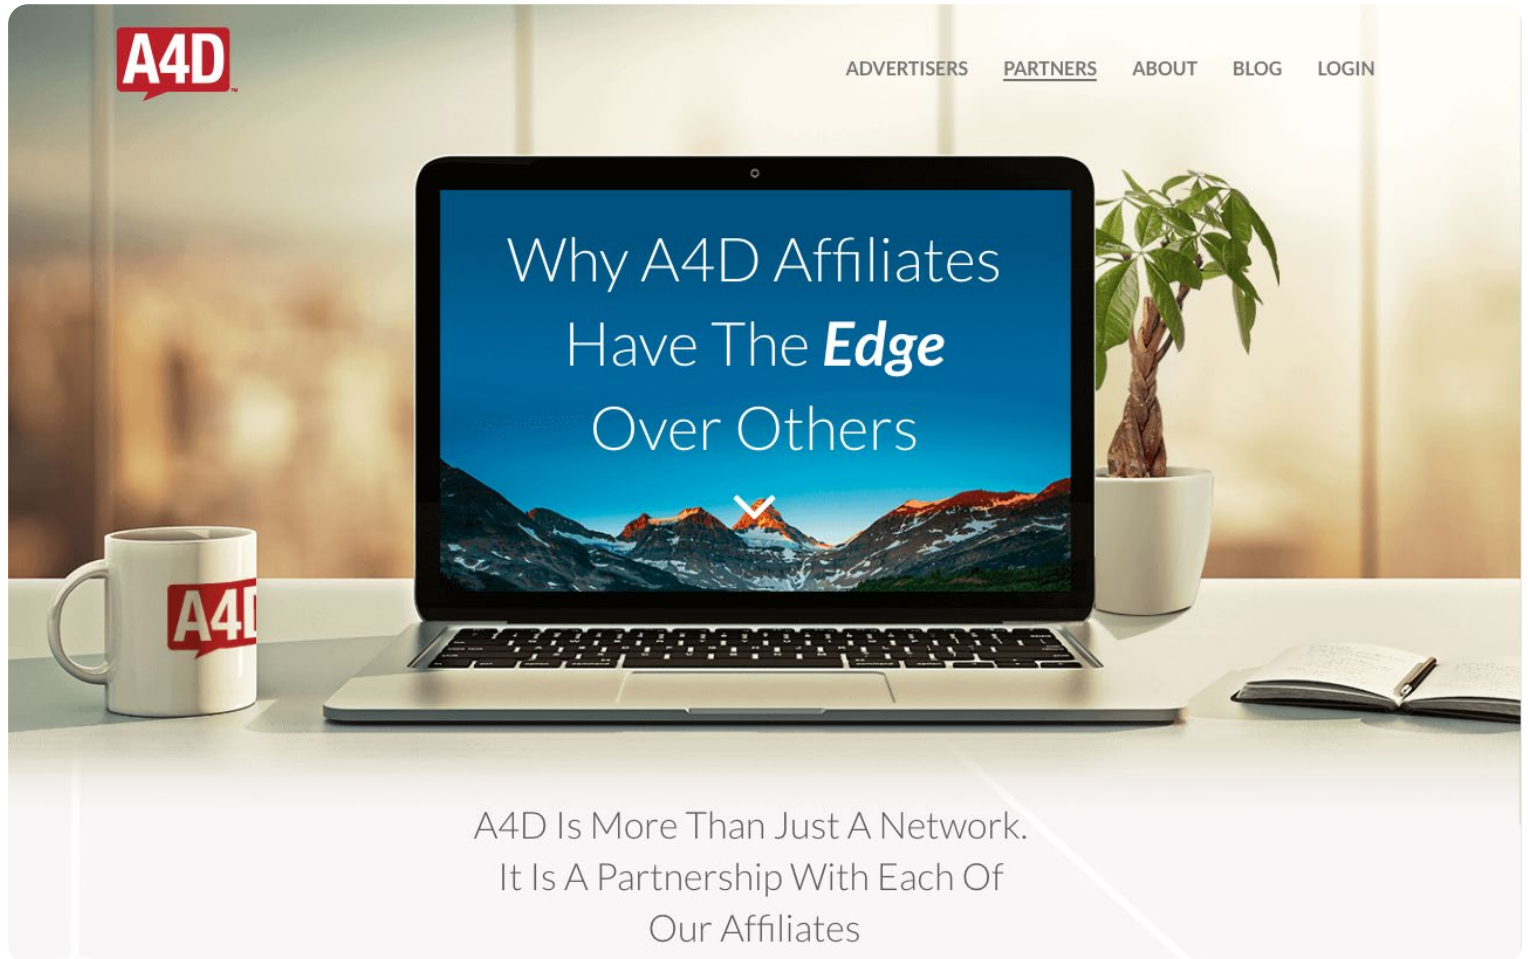 A4D
ADVERTISERS
PARTNERS
ABOUT
BLOG
LOGIN
Why A4D Affiliates
Have The Edge
Over Others
A4D
A4D Is More Than Just A Network.
It Is A Partnership With Each Of
Our Affiliates